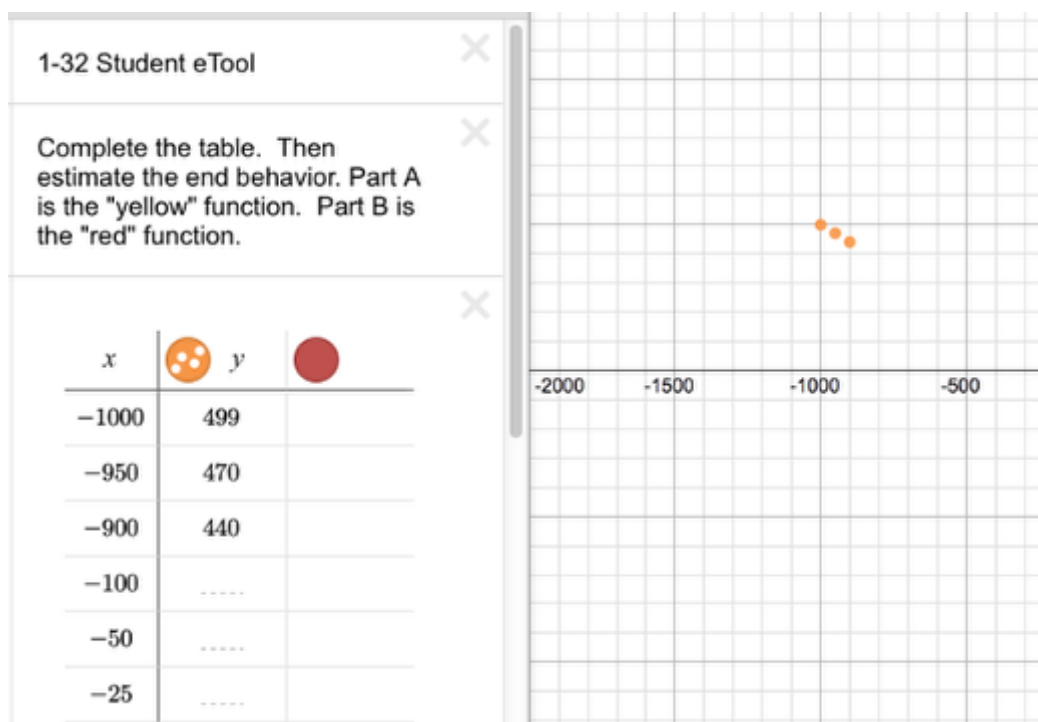 1-32 Student eTool
Complete the table.  Then
estimate the end behavior. Part A
is the "yellow" function.  Part B is
the "red" function.
x y
−1000 499
−950 470
−900 440
−100
−50
−25
-2000 -1500 -1000 -500